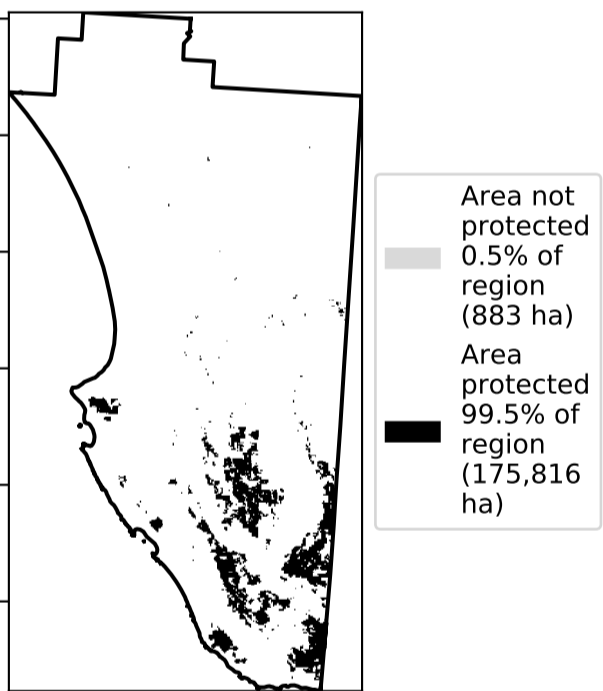 Area not
protected
0.5% of
region
(883 ha)
Area
protected
99.5% of
region
(175,816
ha)